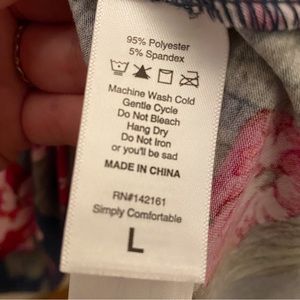 95% Polyester
5% Spandex
Machine Wash Cold
Gentle Cycle
Do Not Bleach
Hang Dry
Do Not Iron
or you'll be sad
MADE IN CHINA
RN#142161
Simply Comfortable
L